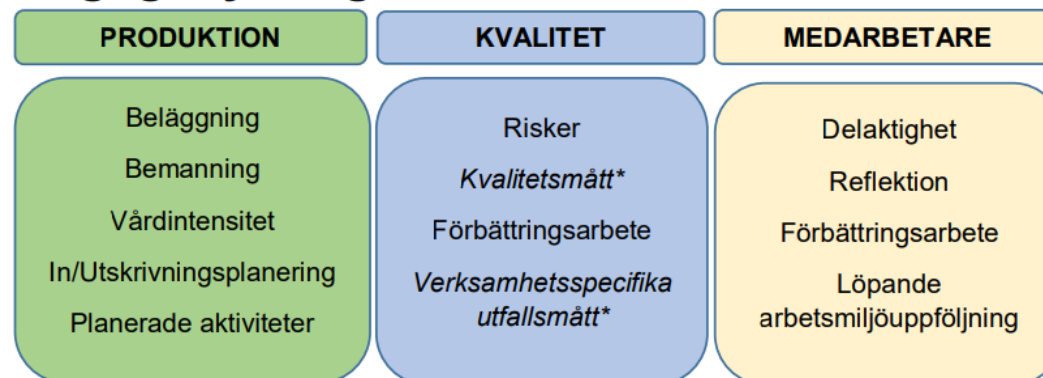 PRODUKTION
Beläggning
Bemanning
Vårdintensitet
In/Utskrivningsplanering
Planerade aktiviteter
KVALITET
Risker
Kvalitetsmått*
Förbättringsarbete
Verksamhetsspecifika
utfallsmått*
MEDARBETARE
Delaktighet
Reflektion
Förbättringsarbete
Löpande
arbetsmiljöuppföljning